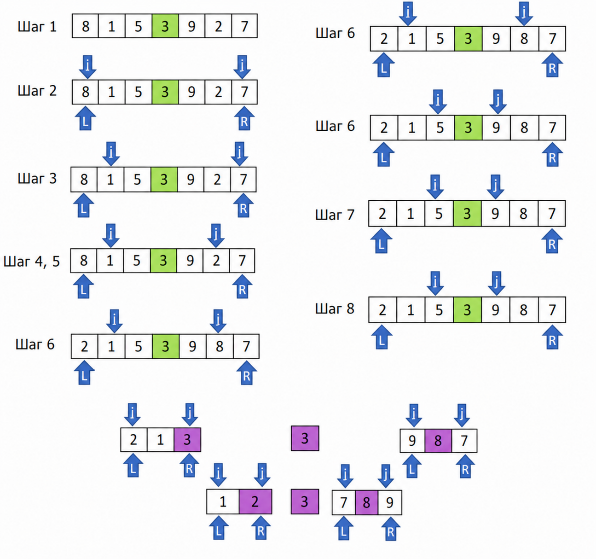 Шаг 1 8 1 5 3 9 2 7
i j
Шаг 2 8 1 5 3 9 2 7
L R
i j
Шаг 3 8 1 5 3 9 2 7
L R
i j
Шаг 4, 5 8 1 5 3 9 2 7
L R
i j
Шаг 6 2 1 5 3 9 8 7
L R
i j
Шаг 6 2 1 5 3 9 8 7
L R
i j
Шаг 6 2 1 5 3 9 8 7
L R
i j
Шаг 7 2 1 5 3 9 8 7
L R
i j
Шаг 8 2 1 5 3 9 8 7
L R
j j j j
2 1 3 3 9 8 7
L R L R
i j i j
1 2 3 7 8 9
L R L R